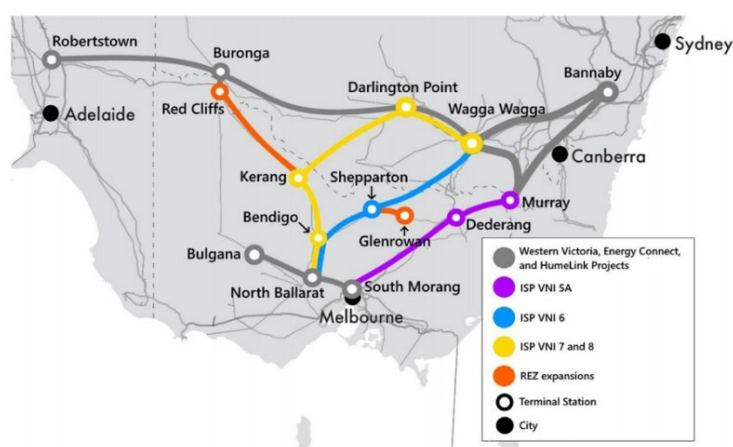 Robertstown
Buronga
Sydney
Bannaby
Darlington Point
Wagga Wagga
Adelaide
Red Cliffs
Canberra
Kerang
Shepparton
Murray
Bendigo
Dederang
Glenrowan
Bulgana
North Ballarat
South Morang
Melbourne
Western Victoria, Energy Connect,
and HumeLink Projects
ISP VNI 5A
ISP VNI 6
ISP VNI 7 and 8
REZ expansions
Terminal Station
City